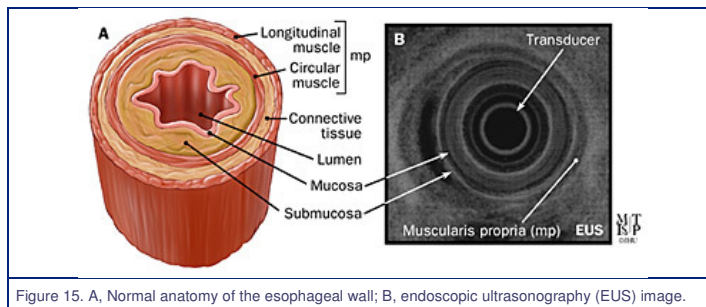 A
Longitudinal
muscle
mp
Circular
muscle
Connective
tissue
Lumen
Mucosa
Submucosa
B
Transducer
Muscularis propria (mp)
EUS
©JHU
Figure 15. A, Normal anatomy of the esophageal wall; B, endoscopic ultrasonography (EUS) image.